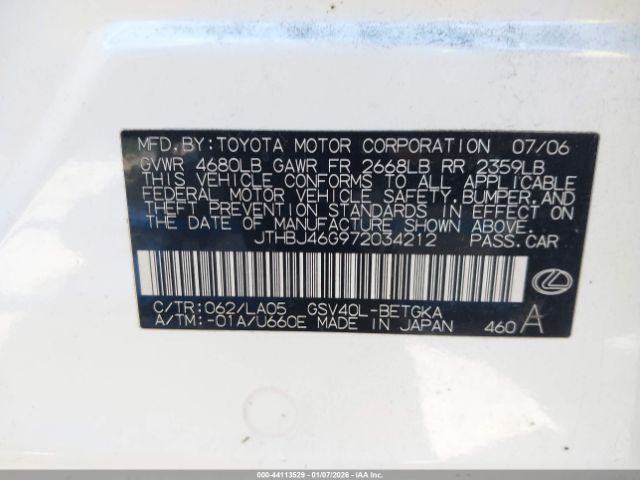 MFD. BY: TOYOTA MOTOR CORPORATION 07/06
GVWR 4680LB GAWR FR 2668LB RR 2359LB
THIS VEHICLE CONFORMS TO ALL APPLICABLE
FEDERAL MOTOR VEHICLE SAFETY, BUMPER, AND
THEFT PREVENTION STANDARDS IN EFFECT ON
THE DATE OF MANUFACTURE SHOWN ABOVE.
JTHBJ46G972034212 PASS.CAR
C/TR:062/LA05 GSV40L-BETGKA
A/TM:-01A/U660E MADE IN JAPAN 460 A
000-44113529 - 01/07/2026 - IAAI.COM